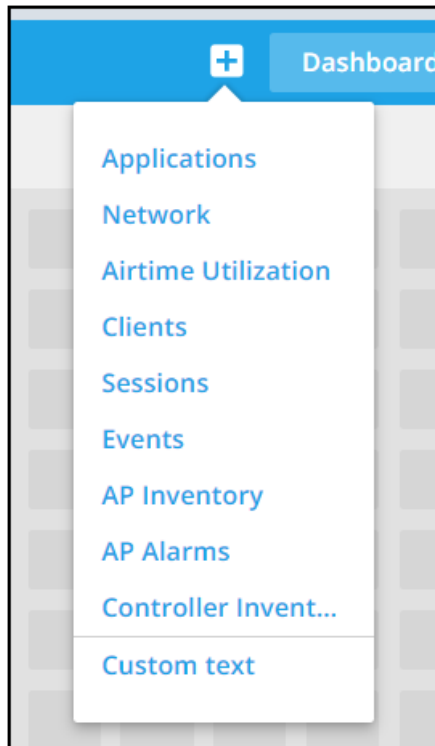 Dashboard
Applications
Network
Airtime Utilization
Clients
Sessions
Events
AP Inventory
AP Alarms
Controller Invent...
Custom text